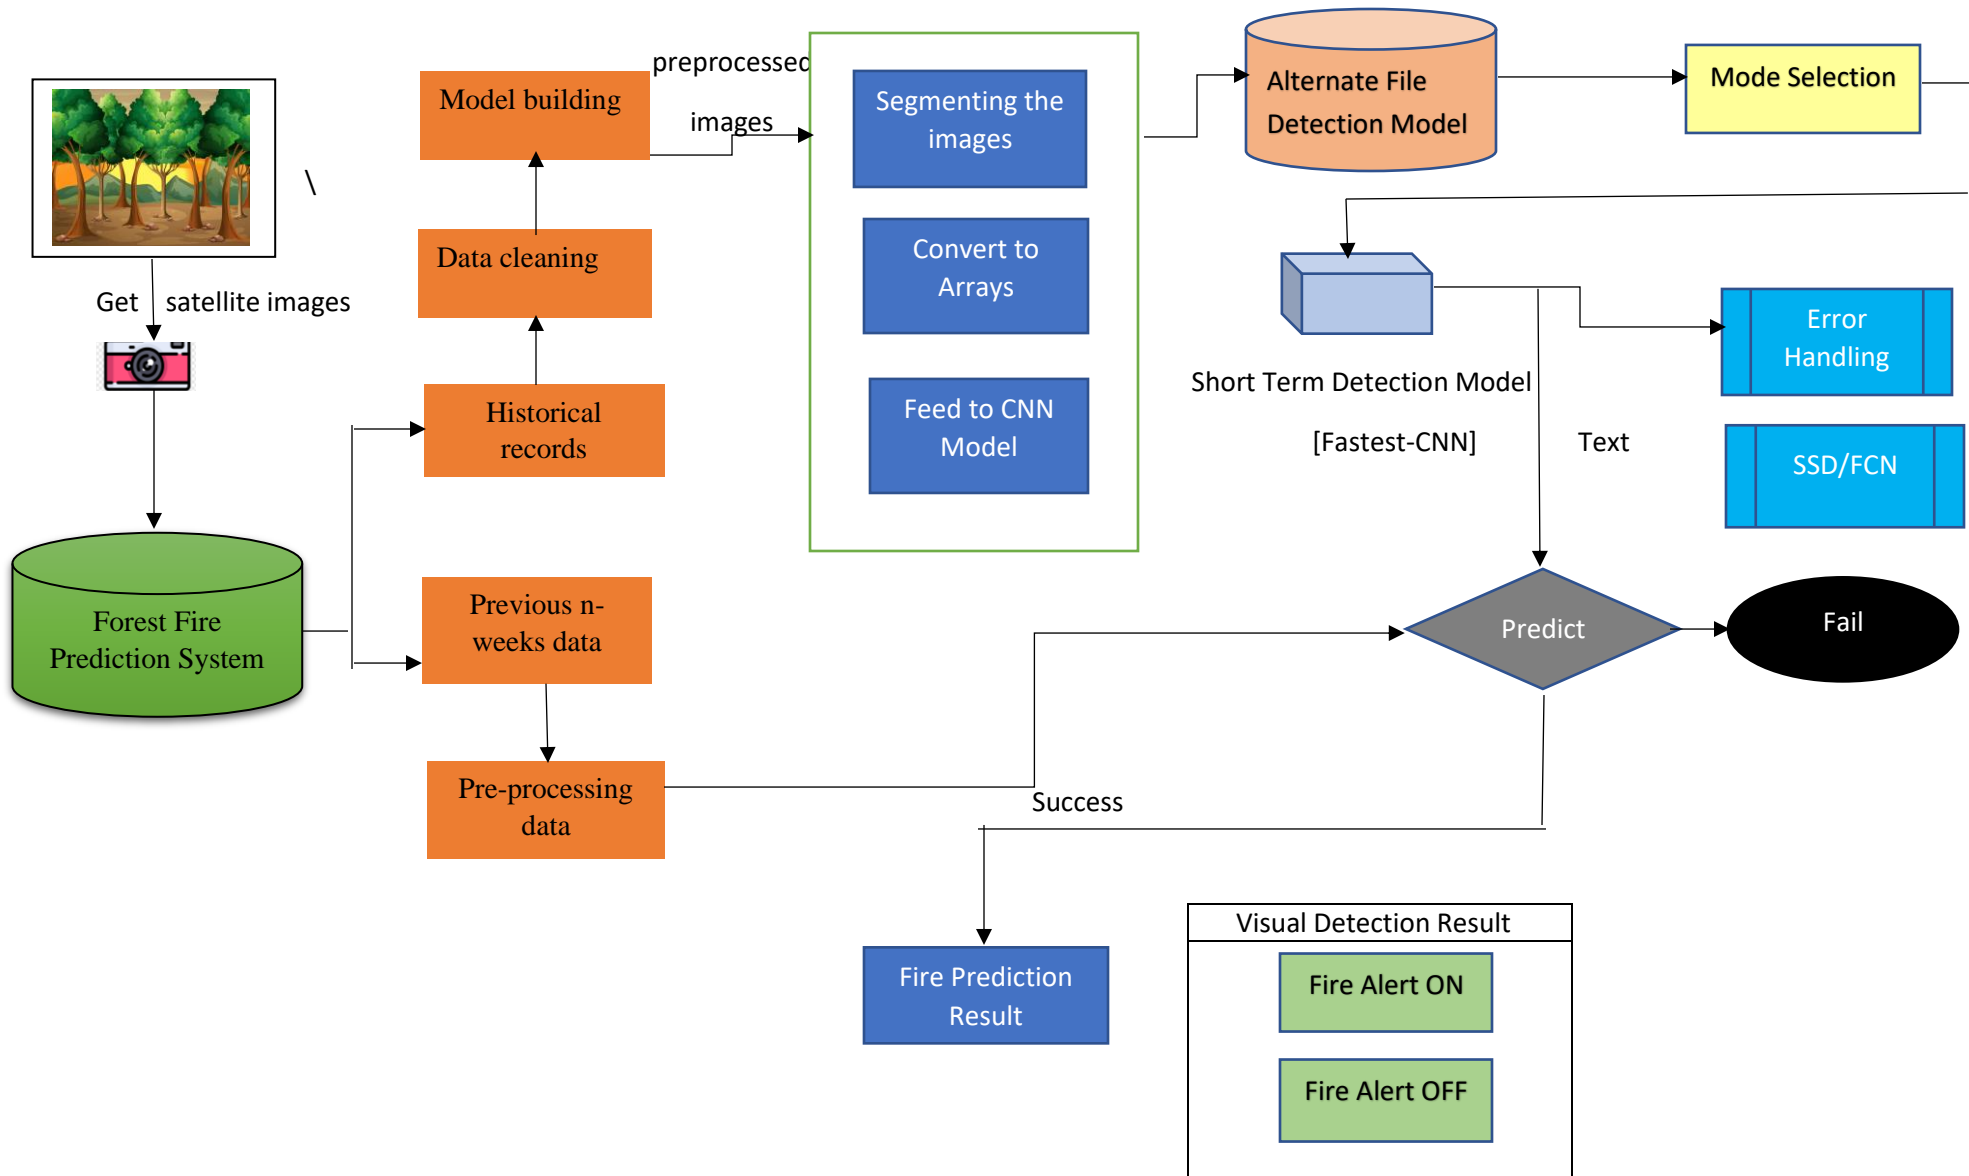 \
Get satellite images
Forest Fire
Prediction System
Model building
Data cleaning
Historical
records
Previous n-
weeks data
Pre-processing
data
preprocessed
images
Segmenting the
images
Convert to
Arrays
Feed to CNN
Model
Alternate File
Detection Model
Mode Selection
Short Term Detection Model
[Fastest-CNN]
Text
Error
Handling
SSD/FCN
Predict
Fail
Success
Fire Prediction
Result
Visual Detection Result
Fire Alert ON
Fire Alert OFF